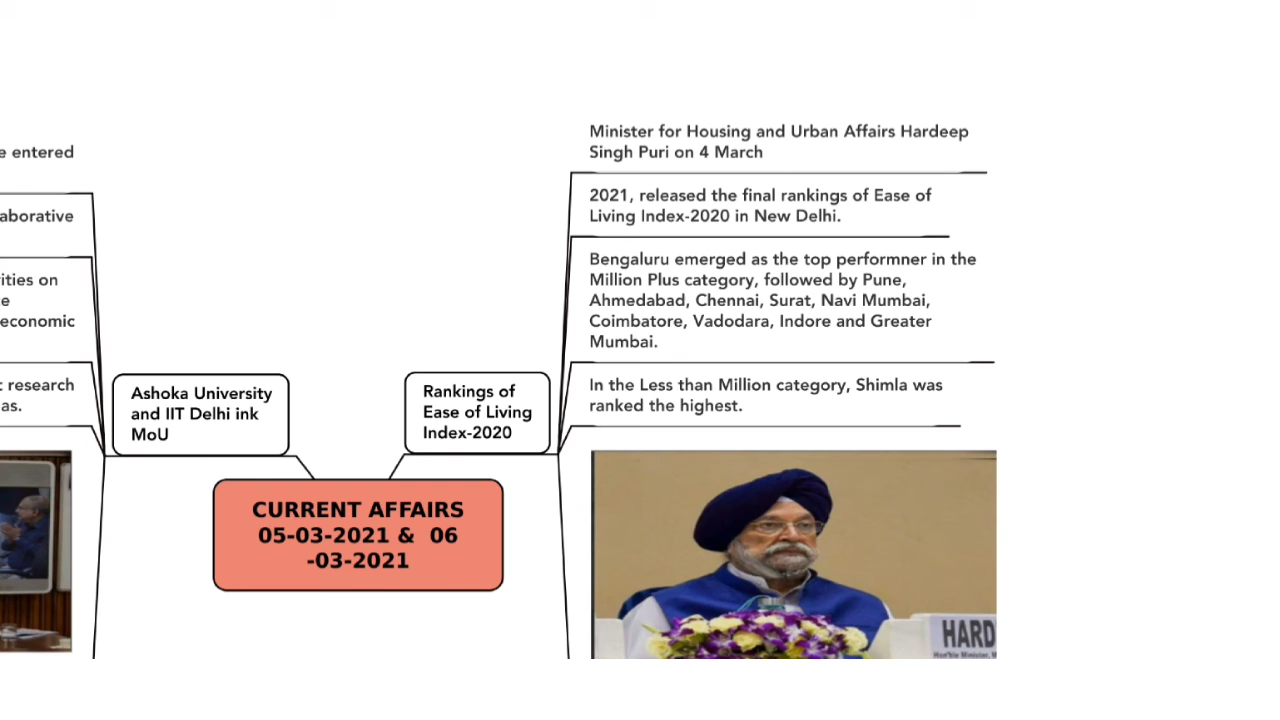 e entered
aborative
ities on
e
economic
t research
as.
Ashoka University
and IIT Delhi ink
MoU
CURRENT AFFAIRS
05-03-2021 &  06
-03-2021
Rankings of
Ease of Living
Index-2020
Minister for Housing and Urban Affairs Hardeep
Singh Puri on 4 March
2021, released the final rankings of Ease of
Living Index-2020 in New Delhi.
Bengaluru emerged as the top performner in the
Million Plus category, followed by Pune,
Ahmedabad, Chennai, Surat, Navi Mumbai,
Coimbatore, Vadodara, Indore and Greater
Mumbai.
In the Less than Million category, Shimla was
ranked the highest.
HARD
Hon'ble Minister, M